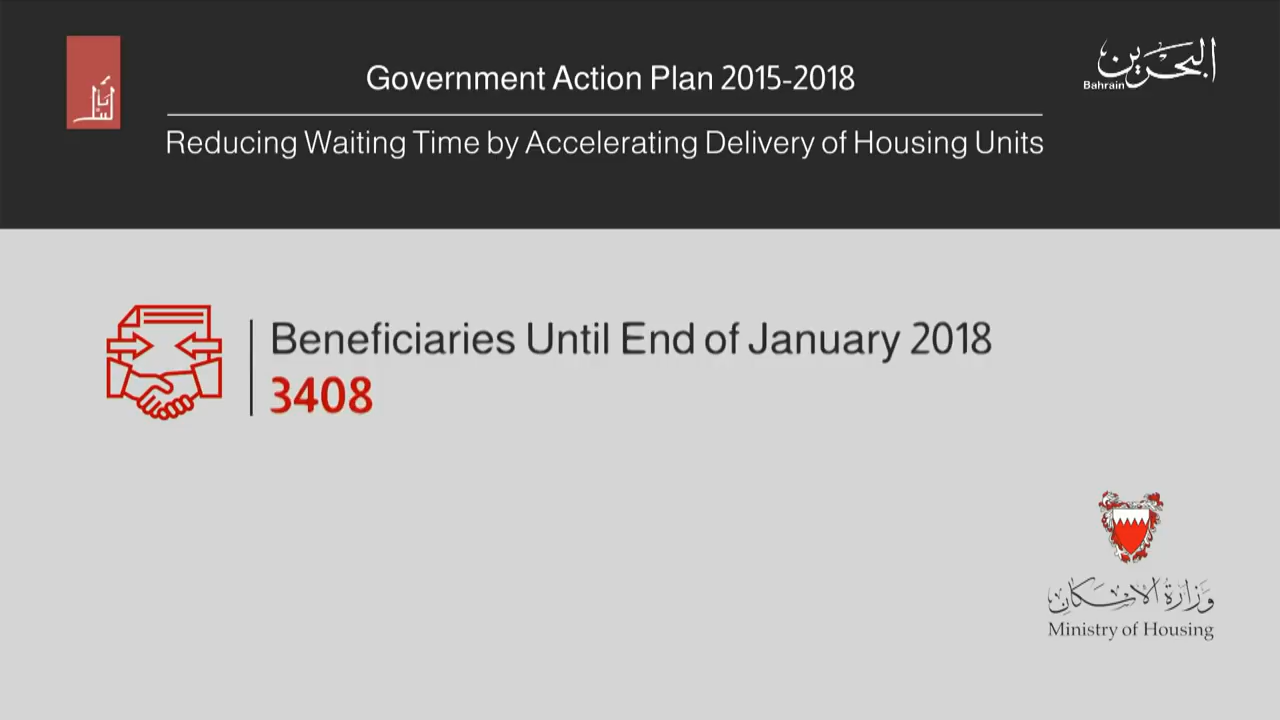 Government Action Plan 2015-2018
البحرين
Bahrain
Reducing Waiting Time by Accelerating Delivery of Housing Units
Beneficiaries Until End of January 2018
3408
وزارة الاسكان
Ministry of Housing